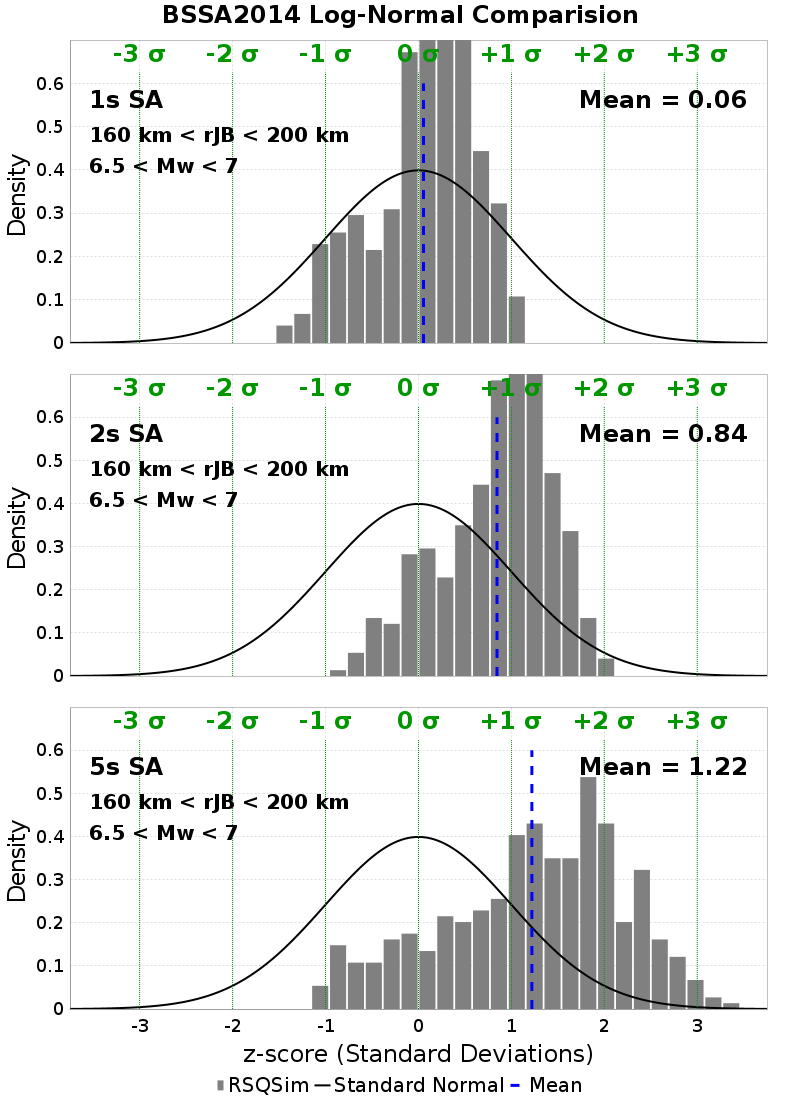 BSSA2014 Log-Normal Comparision
-3 σ -2 σ -1 σ 0 σ +1 σ +2 σ +3 σ
1s SA
Mean = 0.06
160 km < rJB < 200 km
6.5 < Mw < 7
Density
0.6
0.5
0.4
0.3
0.2
0.1
0
-3 σ -2 σ -1 σ 0 σ +1 σ +2 σ +3 σ
2s SA
Mean = 0.84
160 km < rJB < 200 km
6.5 < Mw < 7
Density
0.6
0.5
0.4
0.3
0.2
0.1
0
-3 σ -2 σ -1 σ 0 σ +1 σ +2 σ +3 σ
5s SA
Mean = 1.22
160 km < rJB < 200 km
6.5 < Mw < 7
Density
0.6
0.5
0.4
0.3
0.2
0.1
0
-3 -2 -1 0 1 2 3
z-score (Standard Deviations)
RSQSim Standard Normal Mean